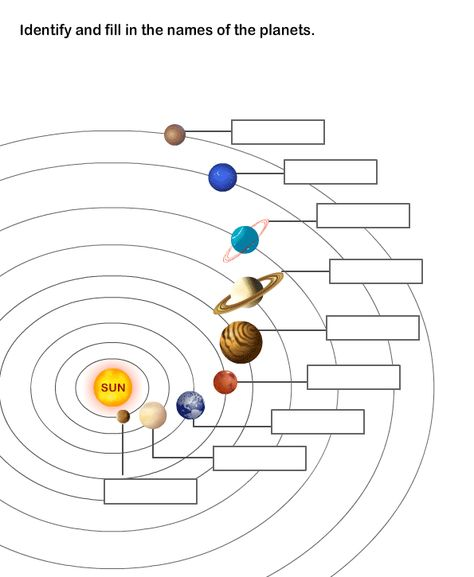 Identify and fill in the names of the planets.
SUN